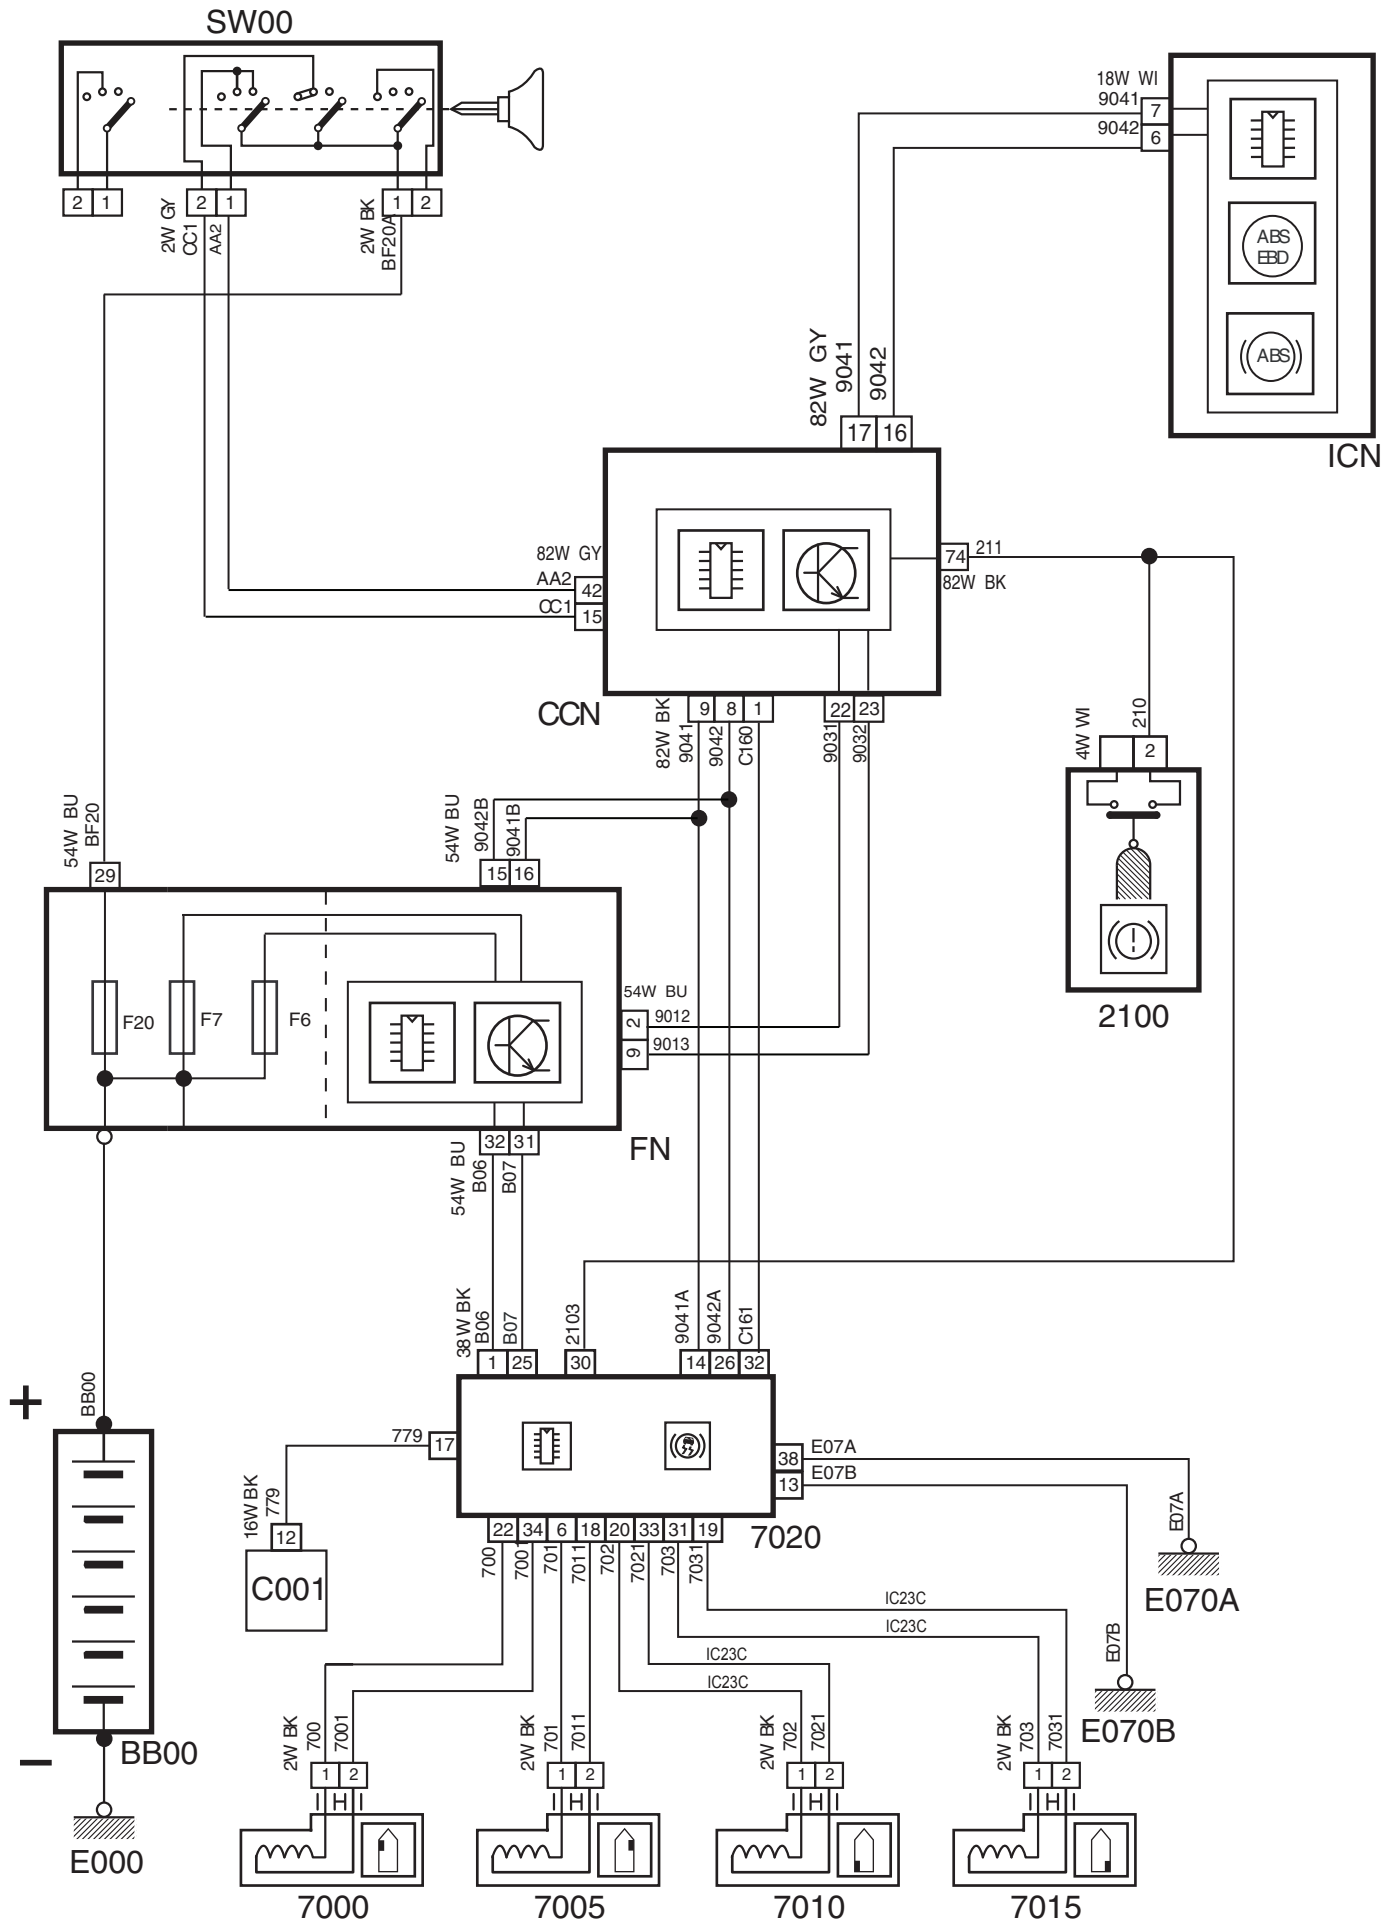 SW00
2 1
2 1
1 2
2W GY
CC1
AA2
2W BK
BF20A
18W WI
9041
9042
7
6
ABS
EBD
ABS
ICN
82W GY
9041
9042
17 16
82W GY
AA2
CC1
42
15
74
211
82W BK
CCN
9 8 1
22 23
82W BK
9041
9042
C160
9031
9032
4W WI
210
2
2100
54W BU
BF20
29
54W BU
9042B
9041B
15 16
F20
F7
F6
54W BU
2
9012
9
9013
32 31
FN
54W BU
B06
B07
38W BK
B06
B07
2103
9041A
9042A
C161
1 25
30
14 26 32
+
BB00
779
17
16W BK
779
12
C001
38
E07A
13
E07B
22 34 6 18 20 33 31 19
7020
700
7001
701
7011
702
7021
703
7031
E07A
E070A
IC23C
IC23C
IC23C
IC23C
E07B
E070B
–
BB00
E000
2W BK
700
7001
2W BK
701
7011
2W BK
702
7021
2W BK
703
7031
1 2
1 2
1 2
1 2
H
H
H
H
7000
7005
7010
7015